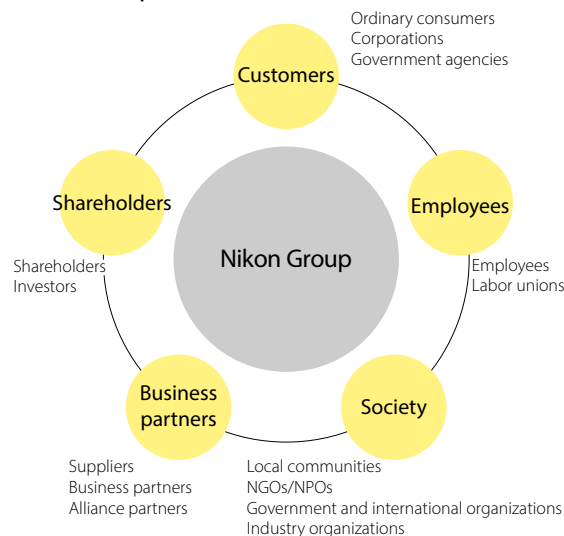 Ordinary consumers
Corporations
Government agencies
Customers
Shareholders
Employees
Nikon Group
Shareholders
Investors
Employees
Labor unions
Business
partners
Society
Suppliers
Business partners
Alliance partners
Local communities
NGOs/NPOs
Government and international organizations
Industry organizations